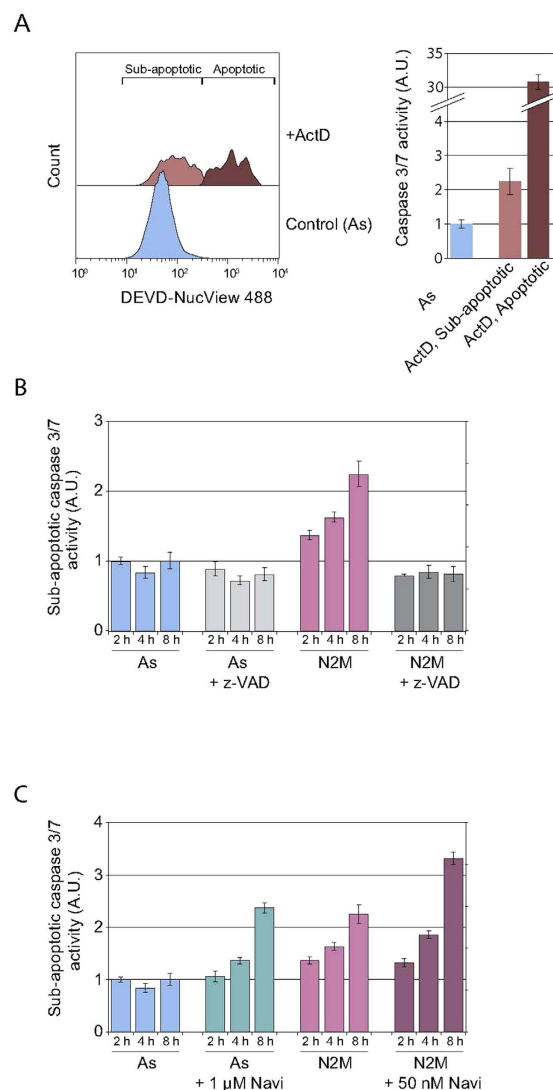 A
Sub-apoptotic Apoptotic
+ActD
Count
Control (As)
10⁰ 10¹ 10² 10³ 10⁴
DEVD-NucView 488
Caspase 3/7 activity (A.U.)
35
30
4
3
2
1
0
As
ActD, Sub-apoptotic
ActD, Apoptotic
B
Sub-apoptotic caspase 3/7
activity (A.U.)
3
2
1
0
2 h 4 h 8 h 2 h 4 h 8 h 2 h 4 h 8 h 2 h 4 h 8 h
As As N2M N2M
+ z-VAD + z-VAD
C
Sub-apoptotic caspase 3/7
activity (A.U.)
4
3
2
1
0
2 h 4 h 8 h 2 h 4 h 8 h 2 h 4 h 8 h 2 h 4 h 8 h
As As N2M N2M
+ 1 µM Navi + 50 nM Navi